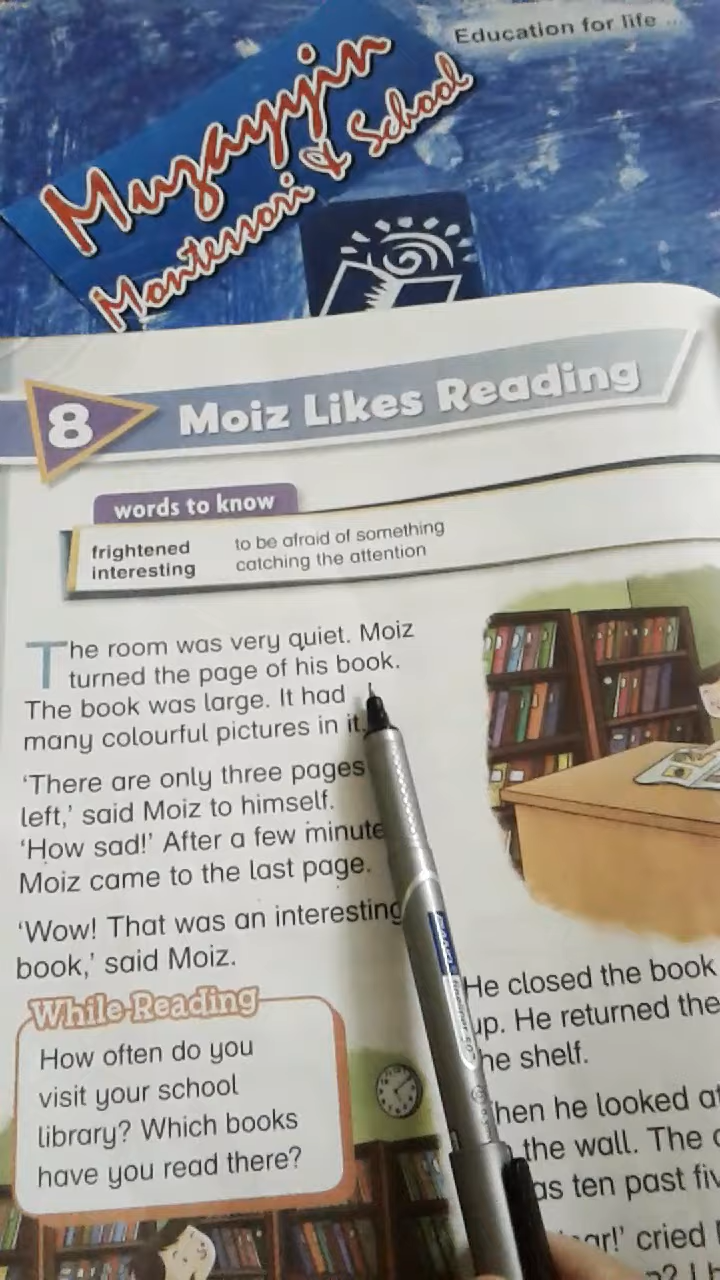 Education for life ...
Muzayyin
Montessori & School
8
Moiz Likes Reading
words to know
frightened to be afraid of something
interesting catching the attention
The room was very quiet. Moiz
turned the page of his book.
The book was large. It had
many colourful pictures in it.
‘There are only three pages
left,’ said Moiz to himself.
‘How sad!’ After a few minute
Moiz came to the last page.
‘Wow! That was an interesting
book,’ said Moiz.
While Reading
How often do you
visit your school
library? Which books
have you read there?
He closed the book
up. He returned the
he shelf.
hen he looked at
the wall. The
as ten past fiv
ar!’ cried